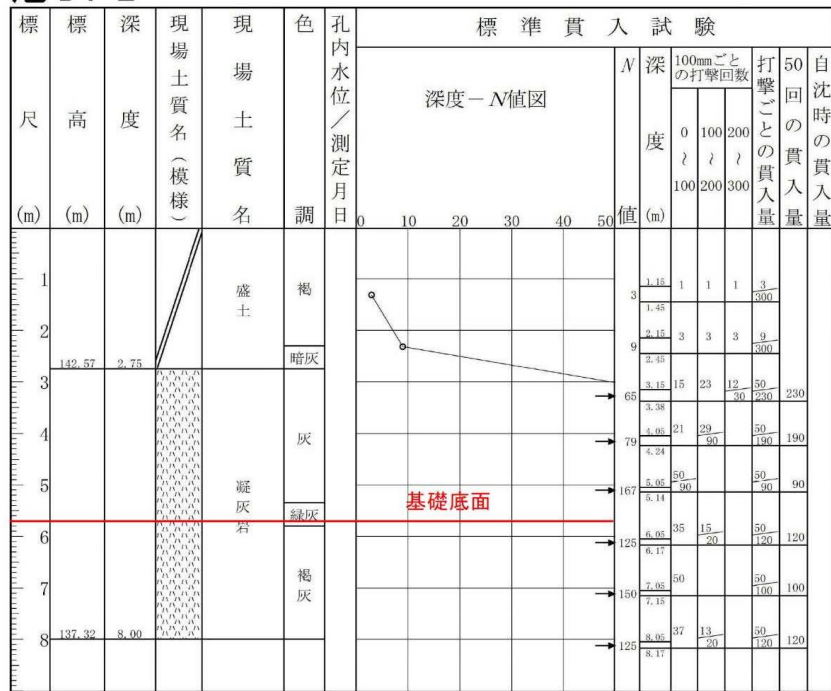 標尺(m)
標高(m)
深度(m)
現場土質名(模様)
現場土質名
色調
孔内水位/測定月日
標準貫入試験
深度-N値図
0 10 20 30 40 50
N値
深度(m)
100mmごとの打撃回数
0~100
100~200
200~300
打撃ごとの貫入量
50回の貫入量
自沈時の貫入量
1
盛土
褐
3
1.15
1.45
1 1 1
3/300
2
9
2.15
2.45
3 3 3
9/300
暗灰
142.57 2.75
3
65
3.15
3.38
15 23 12/30
50/230
230
4
灰
79
4.05
4.24
21 29/90
50/190
190
5
凝灰岩
167
5.05
5.14
50/90
50/90
90
基礎底面
緑灰
6
125
6.05
6.17
35 15/20
50/120
120
7
褐灰
150
7.05
7.15
50
50/100
100
8
137.32 8.00
125
8.05
8.17
37 13/20
50/120
120